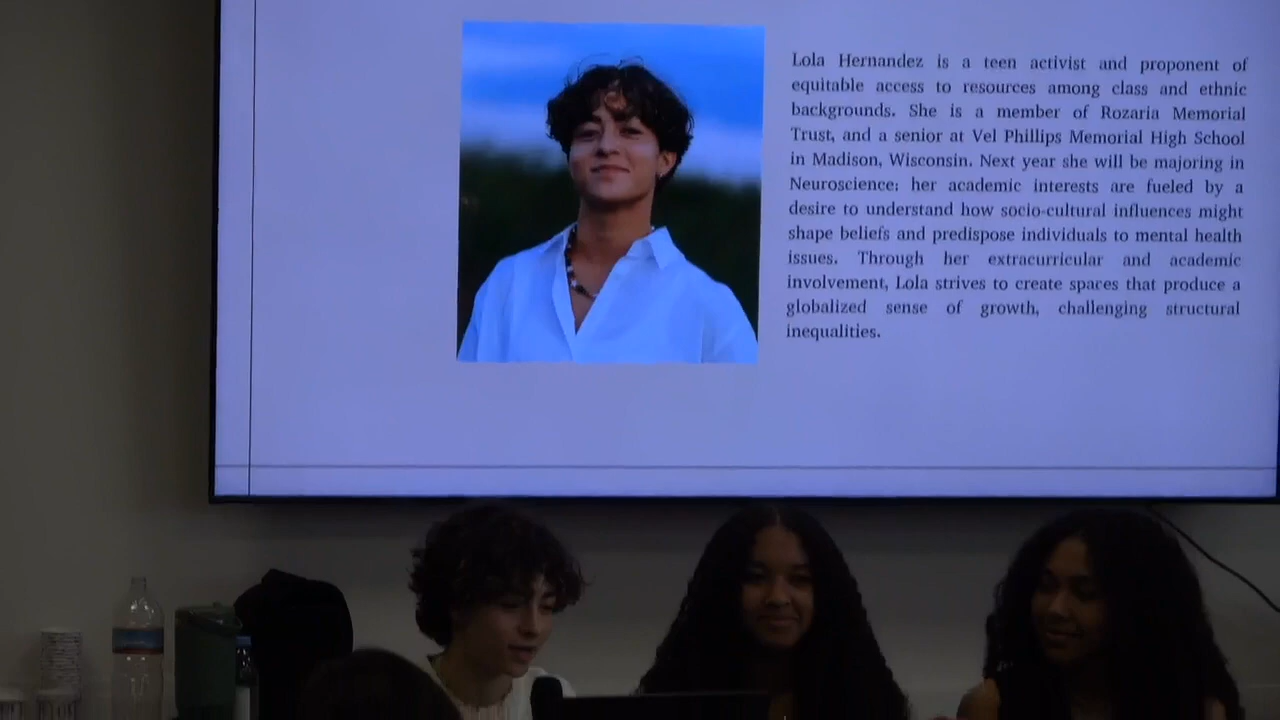 Lola Hernandez is a teen activist and proponent of
equitable access to resources among class and ethnic
backgrounds. She is a member of Rozaria Memorial
Trust, and a senior at Vel Phillips Memorial High School
in Madison, Wisconsin. Next year she will be majoring in
Neuroscience; her academic interests are fueled by a
desire to understand how socio-cultural influences might
shape beliefs and predispose individuals to mental health
issues. Through her extracurricular and academic
involvement, Lola strives to create spaces that produce a
globalized sense of growth, challenging structural
inequalities.